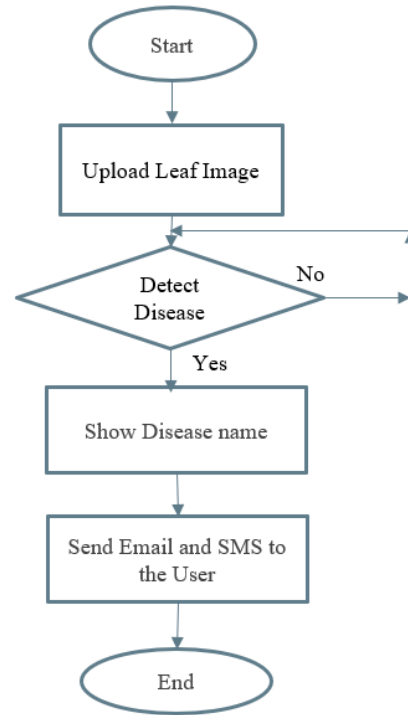 Start
Upload Leaf Image
Detect
Disease
No
Yes
Show Disease name
Send Email and SMS to
the User
End